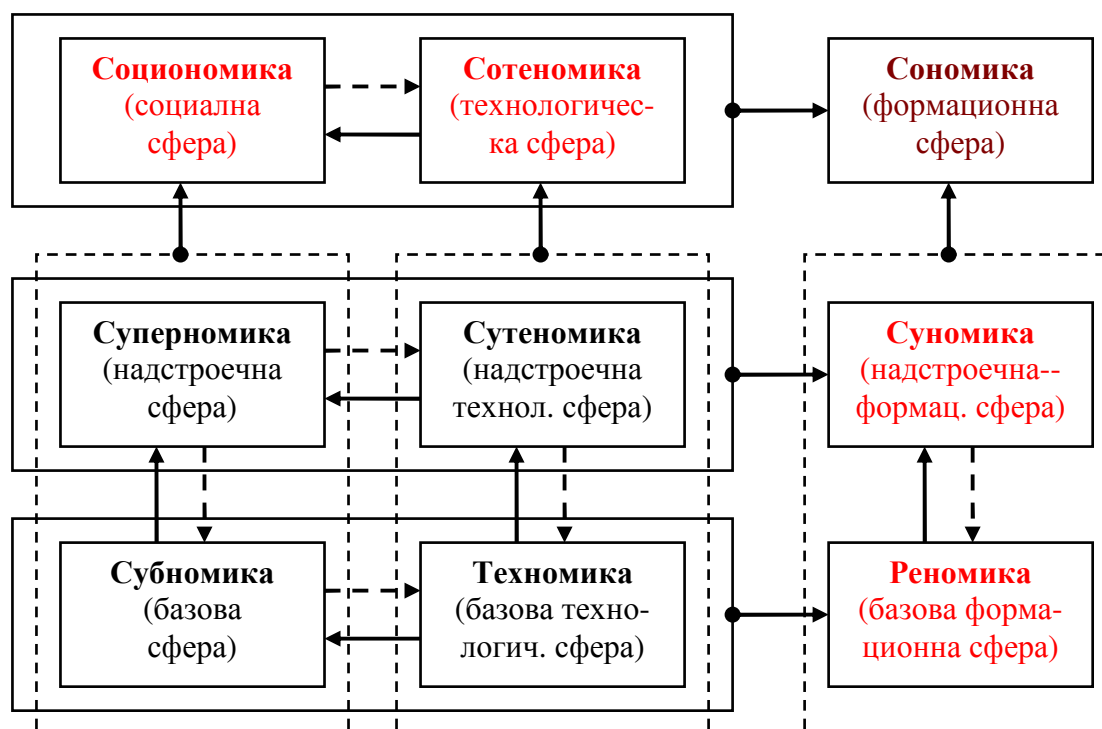 Социономика
(социална
сфера)
Сотеномика
(технологичес-
ка сфера)
Сономика
(формационна
сфера)
Суперномика
(надстроечна
сфера)
Сутеномика
(надстроечна
технол. сфера)
Суномика
(надстроечна--
формац. сфера)
Субномика
(базова
сфера)
Техномика
(базова техно-
логич. сфера)
Реномика
(базова форма-
ционна сфера)